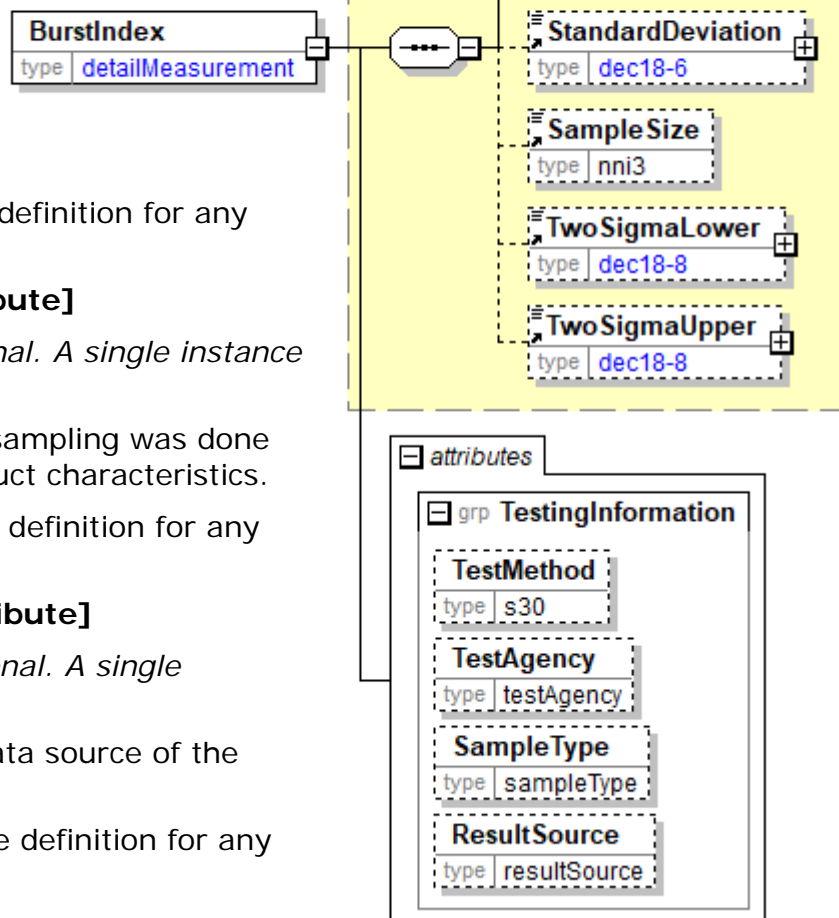 BurstIndex
type detailMeasurement
definition for any
bute]
nal. A single instance
sampling was done
uct characteristics.
definition for any
ibute]
onal. A single
ata source of the
e definition for any
StandardDeviation
type dec18-6
SampleSize
type nni3
TwoSigmaLower
type dec18-8
TwoSigmaUpper
type dec18-8
attributes
grp TestingInformation
TestMethod
type s30
TestAgency
type testAgency
SampleType
type sampleType
ResultSource
type resultSource